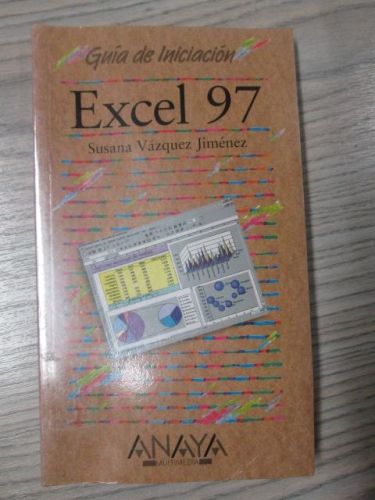 Guía de Iniciación
Excel 97
Susana Vázquez Jiménez
ANAYA
MULTIMEDIA